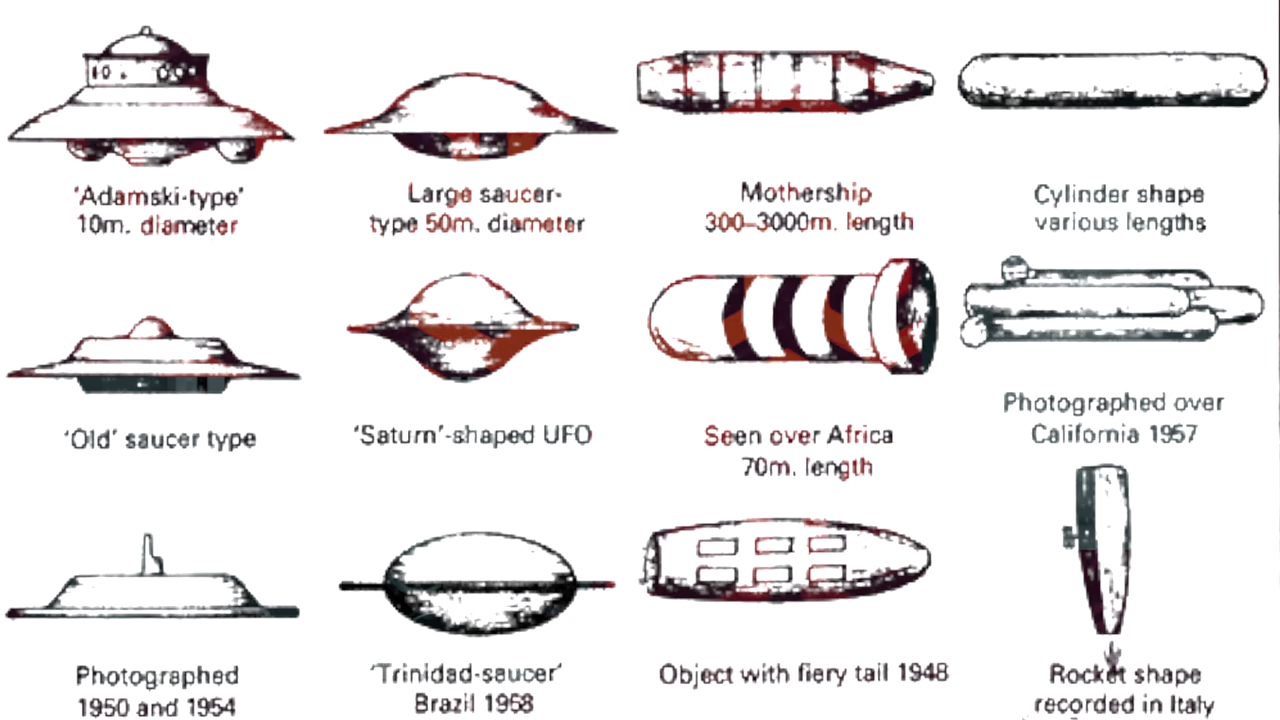 'Adamski-type'
10m. diameter
Large saucer-
type 50m. diameter
Mothership
300–3000m. length
Cylinder shape
various lengths
'Old' saucer type
'Saturn'-shaped UFO
Seen over Africa
70m. length
Photographed over
California 1957
Photographed
1950 and 1954
'Trinidad-saucer'
Brazil 1958
Object with fiery tail 1948
Rocket shape
recorded in Italy